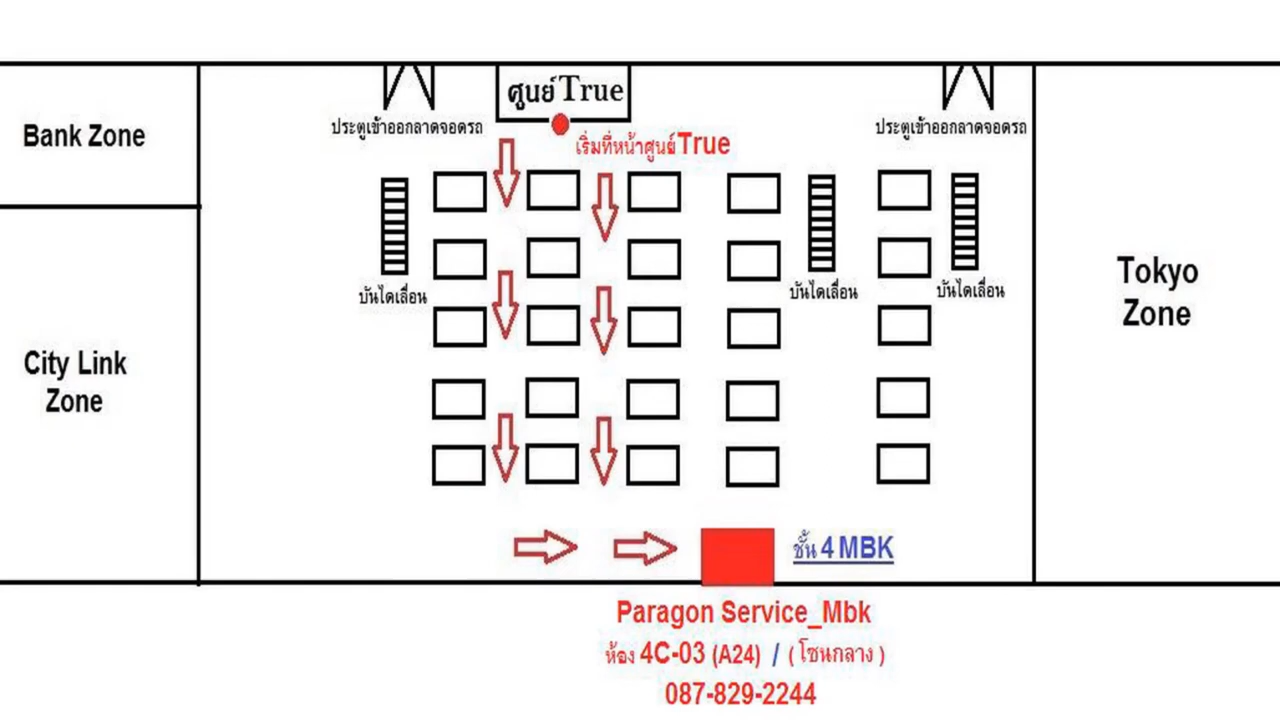 ศูนย์True
ประตูเข้าออกลาดจอดรถ
ประตูเข้าออกลาดจอดรถ
Bank Zone
เริ่มที่หน้าศูนย์True
บันไดเลื่อน
บันไดเลื่อน
บันไดเลื่อน
Tokyo
Zone
City Link
Zone
ชั้น 4 MBK
Paragon Service_Mbk
ห้อง 4C-03 (A24) / ( โซนกลาง )
087-829-2244